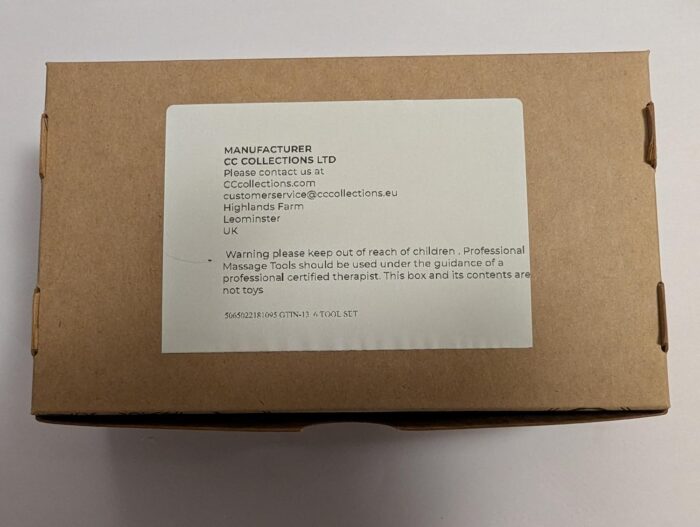 MANUFACTURER
CC COLLECTIONS LTD
Please contact us at
CCcollections.com
customerservice@cccollections.eu
Highlands Farm
Leominster
UK
Warning please keep out of reach of children . Professional
Massage Tools should be used under the guidance of a
professional certified therapist. This box and its contents are
not toys
5065022181095 GTIN-13 6 TOOL SET